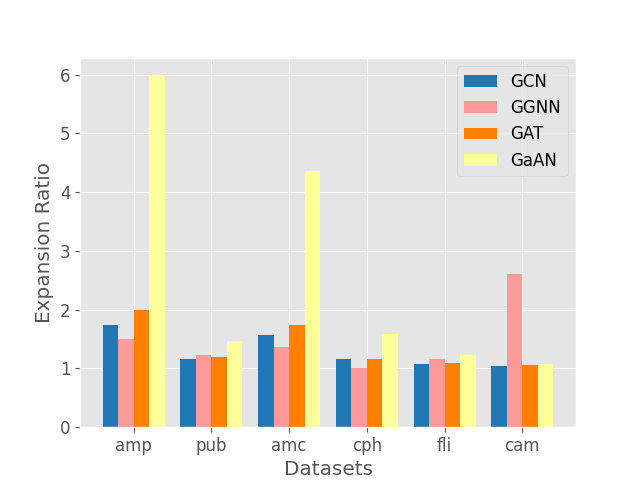 6
5
4
3
2
1
0
Expansion Ratio
GCN
GGNN
GAT
GaAN
amp pub amc cph fli cam
Datasets